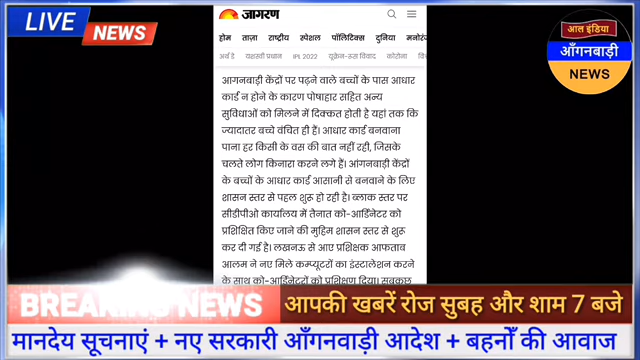 LIVE
NEWS
जागरण
होम ताज़ा राष्ट्रीय स्पेशल पॉलिटिक्स दुनिया मनोरंज
अर्थ है यशस्वी प्रधान IPL 2022 यूक्रेन-रूस विवाद कोरोना वि
आल इंडिया
आँगनबाड़ी
NEWS
आगनबाड़ी केंद्रों पर पढ़ने वाले बच्चों के पास आधार
कार्ड न होने के कारण पोषाहार सहित अन्य
सुविधाओं को मिलने में दिक्कत होती है यहां तक कि
ज्यादातर बच्चे वंचित ही हैं। आधार कार्ड बनवाना
पाना हर किसी के वस की बात नहीं रही, जिसके
चलते लोग किनारा करने लगे हैं। आंगनबाड़ी केंद्रों
के बच्चों के आधार कार्ड आसानी से बनवाने के लिए
शासन स्तर से पहल शुरू हो रही है। ब्लाक स्तर पर
सीडीपीओ कार्यालय में तैनात को-आर्डिनेटर को
प्रशिक्षित किए जाने की मुहिम शासन स्तर से शुरू
कर दी गई है। लखनऊ से आए प्रशिक्षक आफताब
आलम ने नए मिले कम्प्यूटरों का इंस्टालेशन करने
के साथ को-आर्डिनेटरों को प्रशिक्षण दिया। सबकुछ
BREAKING NEWS
आपकी खबरें रोज सुबह और शाम 7 बजे
मानदेय सूचनाएं + नए सरकारी आँगनवाड़ी आदेश + बहनोँ की आवाज